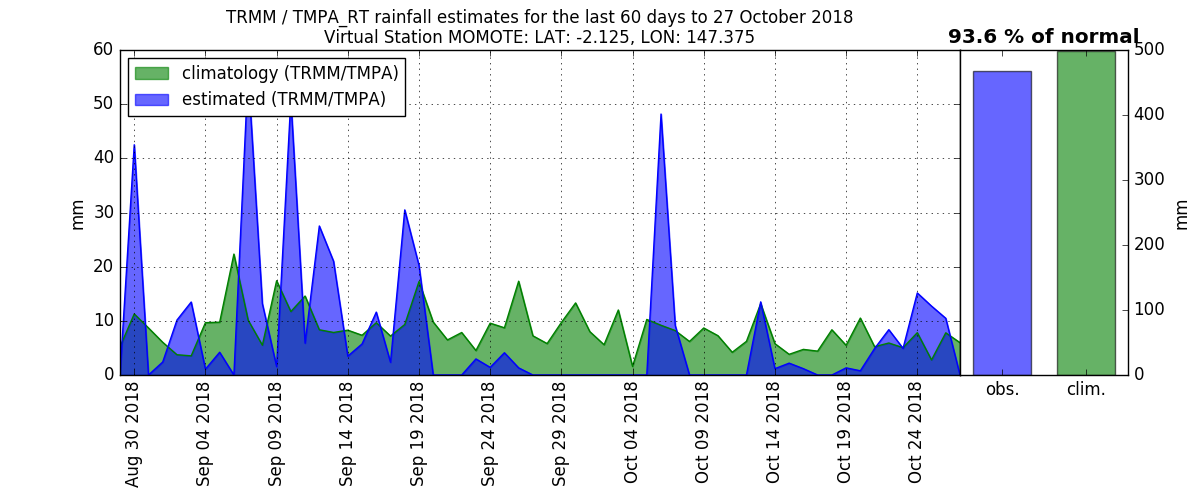 TRMM / TMPA_RT rainfall estimates for the last 60 days to 27 October 2018
Virtual Station MOMOTE: LAT: -2.125, LON: 147.375
93.6 % of normal
climatology (TRMM/TMPA)
estimated (TRMM/TMPA)
60
50
40
30
20
10
0
mm
Aug 30 2018
Sep 04 2018
Sep 09 2018
Sep 14 2018
Sep 19 2018
Sep 24 2018
Sep 29 2018
Oct 04 2018
Oct 09 2018
Oct 14 2018
Oct 19 2018
Oct 24 2018
obs.
clim.
500
400
300
200
100
0
mm